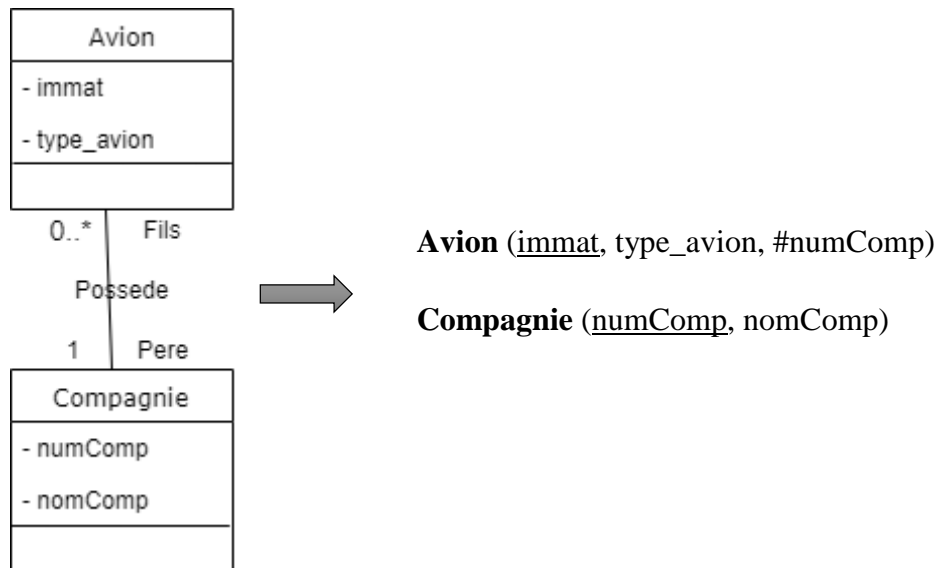 Avion
- immat
- type_avion
0..* Fils
Possede
1 Pere
Compagnie
- numComp
- nomComp
Avion (immat, type_avion, #numComp)
Compagnie (numComp, nomComp)